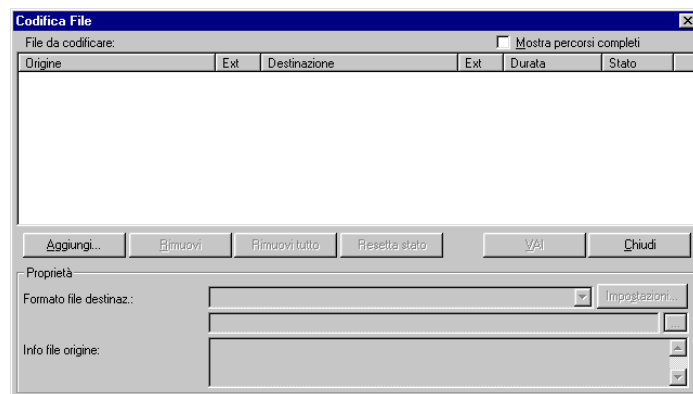 Codifica File
File da codificare: Mostra percorsi completi
Origine Ext Destinazione Ext Durata Stato
Aggiungi... Rimuovi Rimuovi tutto Resetta stato VAI Chiudi
Proprietà
Formato file destinaz.: Impostazioni...
...
Info file origine: